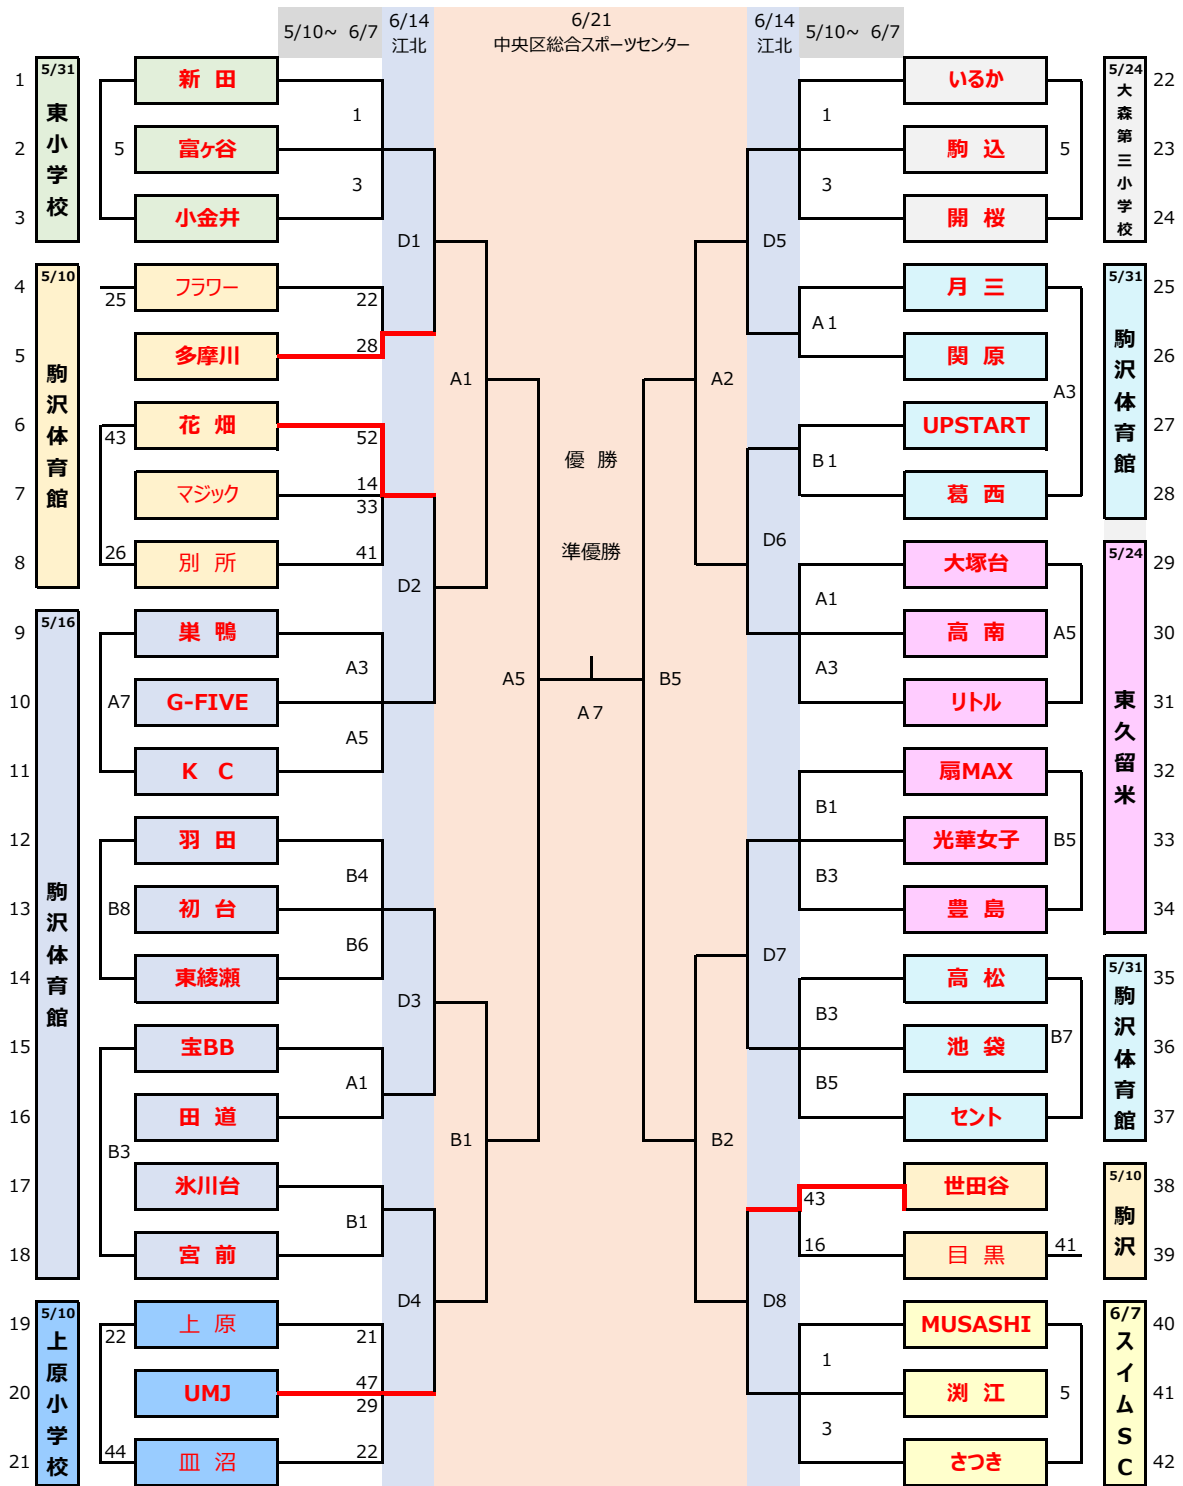 5/10~ 6/7
6/14
江北
6/21
中央区総合スポーツセンター
6/14
江北
5/10~ 6/7
5/31
東小学校
1
新 田
1
2
5
富ヶ谷
3
3
小金井
D1
5/10
駒沢体育館
4
25
フラワー
22
5
多摩川
28
A1
6
43
花 畑
52
7
マジック
14
33
8
26
別 所
41
D2
5/16
駒沢体育館
9
巣 鴨
A3
10
A7
G-FIVE
A5
11
K C
12
羽 田
B4
13
B8
初 台
B6
14
東綾瀬
D3
15
宝BB
A1
16
田 道
B3
B1
17
氷川台
B1
18
宮 前
D4
5/10
上原小学校
19
22
上 原
21
20
UMJ
47
29
21
44
皿 沼
22
優 勝
準優勝
A5
B5
A７
5/24
大森第三小学校
いるか
22
1
駒 込
5
23
3
開 桜
24
D5
5/31
駒沢体育館
月 三
25
A１
関 原
26
A2
A3
UPSTART
27
B１
葛 西
28
D6
5/24
東久留米
大塚台
29
A1
高 南
A5
30
A3
リトル
31
扇MAX
32
B1
光華女子
B5
33
B3
豊 島
34
D7
5/31
駒沢体育館
高 松
35
B3
池 袋
B7
36
B5
セント
37
B2
5/10
駒沢
43
世田谷
38
16
目 黒
41
39
D8
6/7
スイムSC
MUSASHI
40
1
渕 江
5
41
3
さつき
42